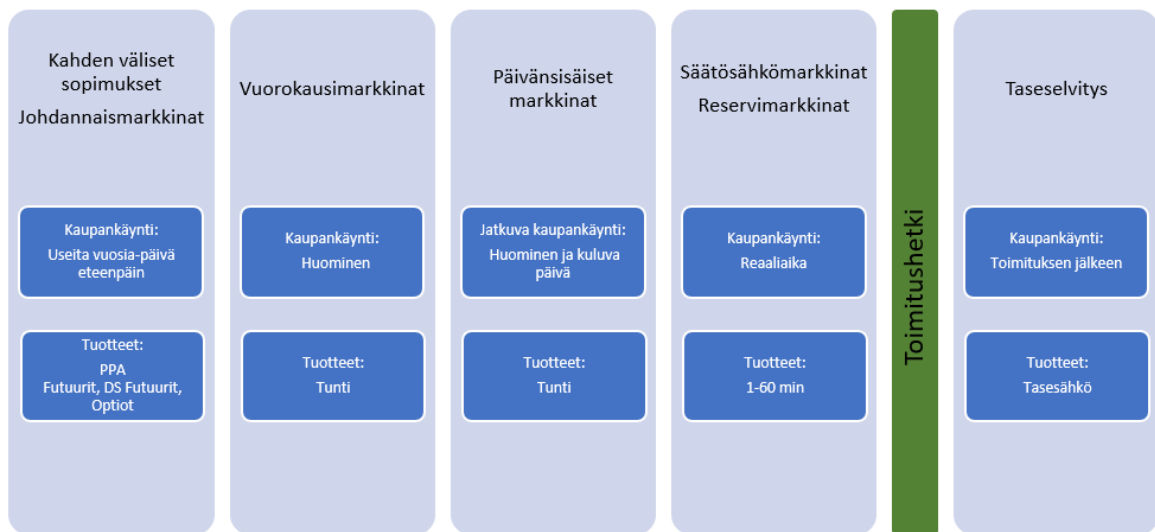 Kahden väliset
sopimukset
Johdannaismarkkinat
Kaupankäynti:
Useita vuosia-päivä
eteenpäin
Tuotteet:
PPA
Futuurit, DS Futuurit,
Optiot
Vuorokausimarkkinat
Kaupankäynti:
Huominen
Tuotteet:
Tunti
Päivänsisäiset
markkinat
Jatkuva kaupankäynti:
Huominen ja kuluva
päivä
Tuotteet:
Tunti
Säätösähkömarkkinat
Reservimarkkinat
Kaupankäynti:
Reaaliaika
Tuotteet:
1-60 min
Toimitushetki
Taseselvitys
Kaupankäynti:
Toimituksen jälkeen
Tuotteet:
Tasesähkö